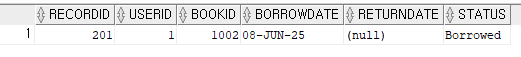 RECORDID USERID BOOKID BORROWDATE RETURNDATE STATUS
1 201 1 1002 08-JUN-25 (null) Borrowed